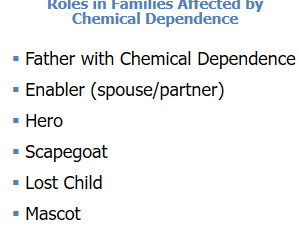 Roles in Families Affected by
Chemical Dependence
▪ Father with Chemical Dependence
▪ Enabler (spouse/partner)
▪ Hero
▪ Scapegoat
▪ Lost Child
▪ Mascot